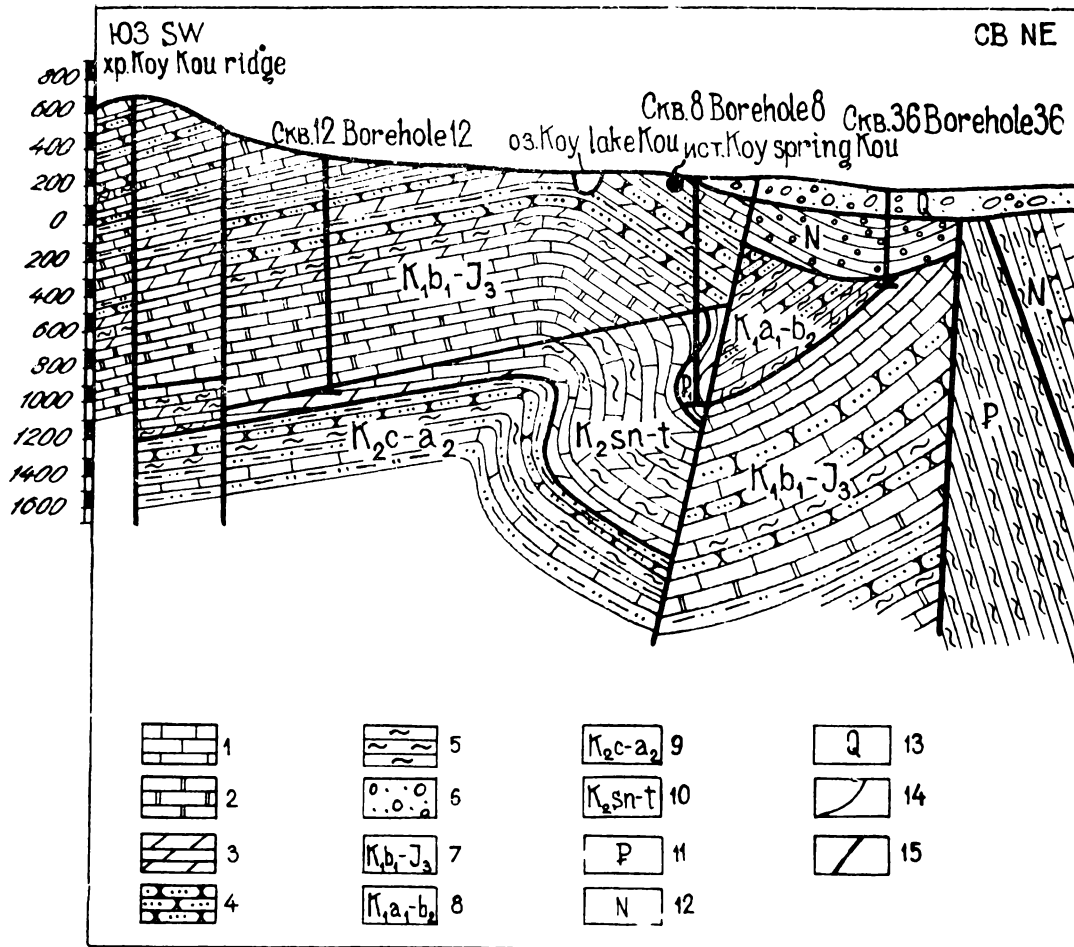 ЮЗ SW
СВ NE
хр.Коу Kou ridge
Скв.12 Borehole 12
оз.Коу lake Kou
ист.Коу spring Kou
Скв.8 Borehole 8
Скв.36 Borehole 36
800
600
400
200
0
200
400
600
800
1000
1200
1400
1600
Q
N
N
K₁b₁-J₃
K₁a₁-b₂
P
P
K₂c-a₂
K₂sn-t
K₁b₁-J₃
1
2
3
4
5
6
K₁b₁-J₃ 7
K₁a₁-b₂ 8
K₂c-a₂ 9
K₂sn-t 10
P 11
N 12
Q 13
14
15